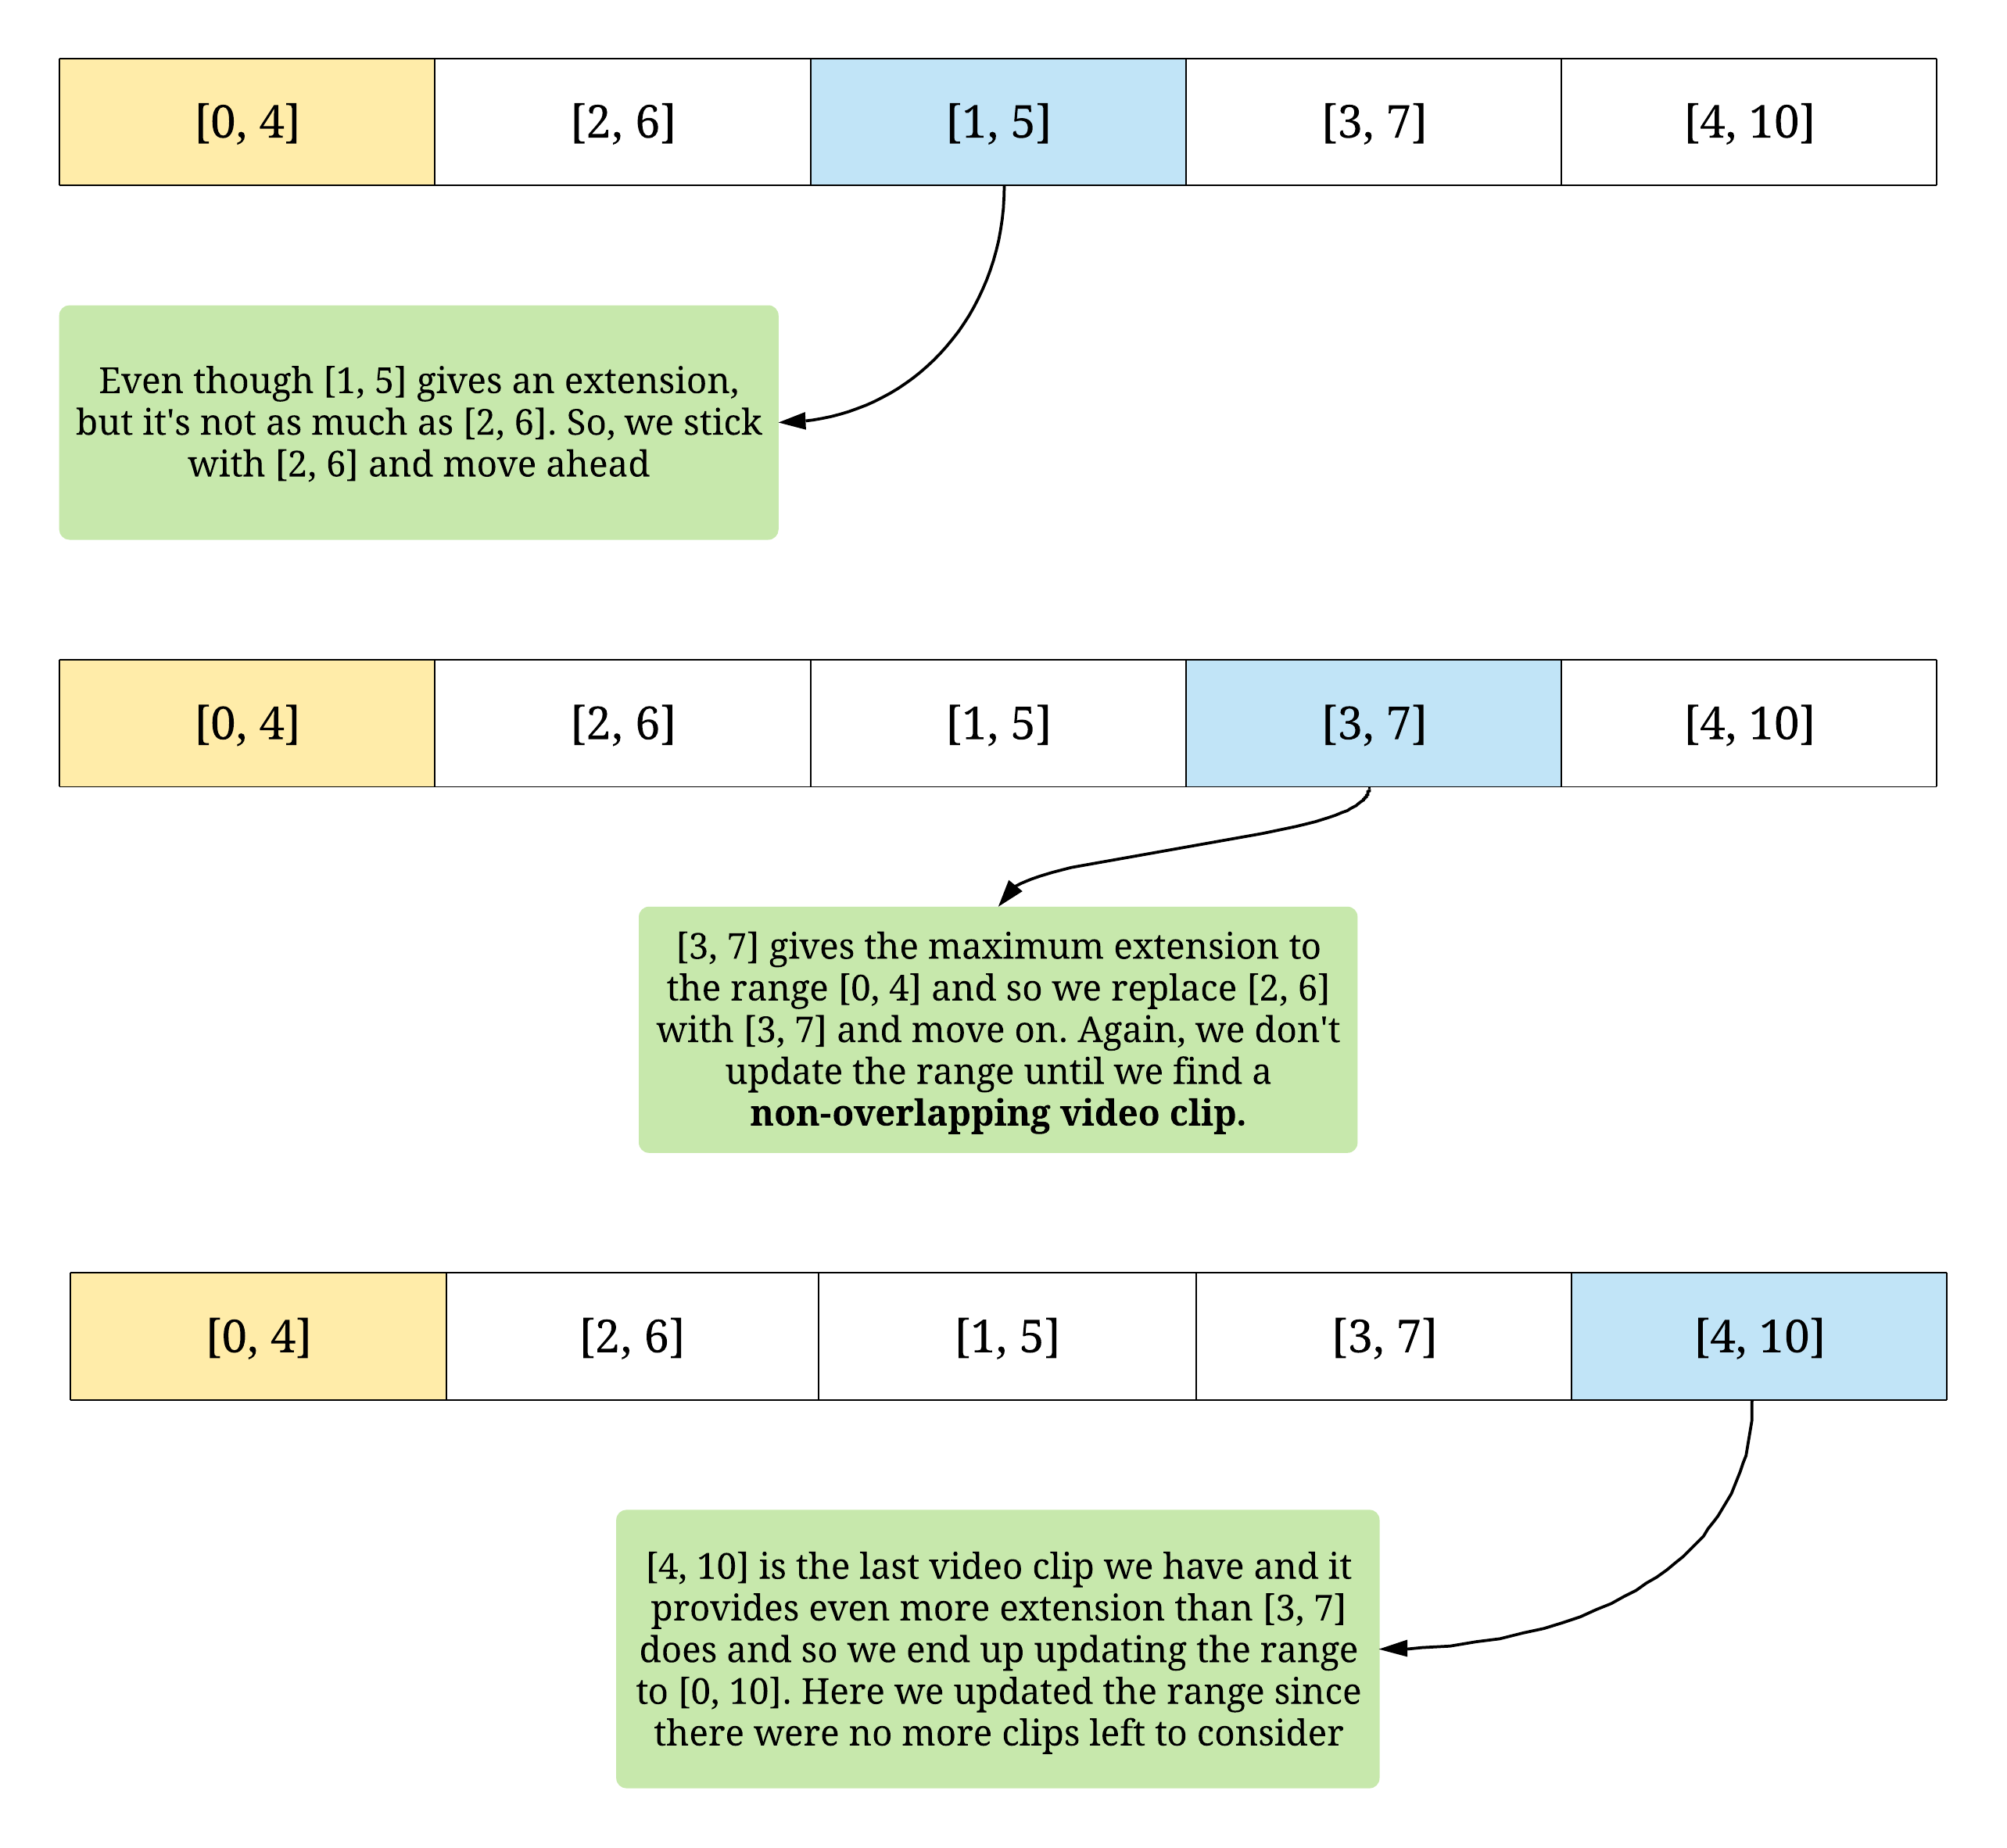 [0, 4] [2, 6] [1, 5] [3, 7] [4, 10]
Even though [1, 5] gives an extension,
but it's not as much as [2, 6]. So, we stick
with [2, 6] and move ahead
[0, 4] [2, 6] [1, 5] [3, 7] [4, 10]
[3, 7] gives the maximum extension to
the range [0, 4] and so we replace [2, 6]
with [3, 7] and move on. Again, we don't
update the range until we find a
non-overlapping video clip.
[0, 4] [2, 6] [1, 5] [3, 7] [4, 10]
[4, 10] is the last video clip we have and it
provides even more extension than [3, 7]
does and so we end up updating the range
to [0, 10]. Here we updated the range since
there were no more clips left to consider